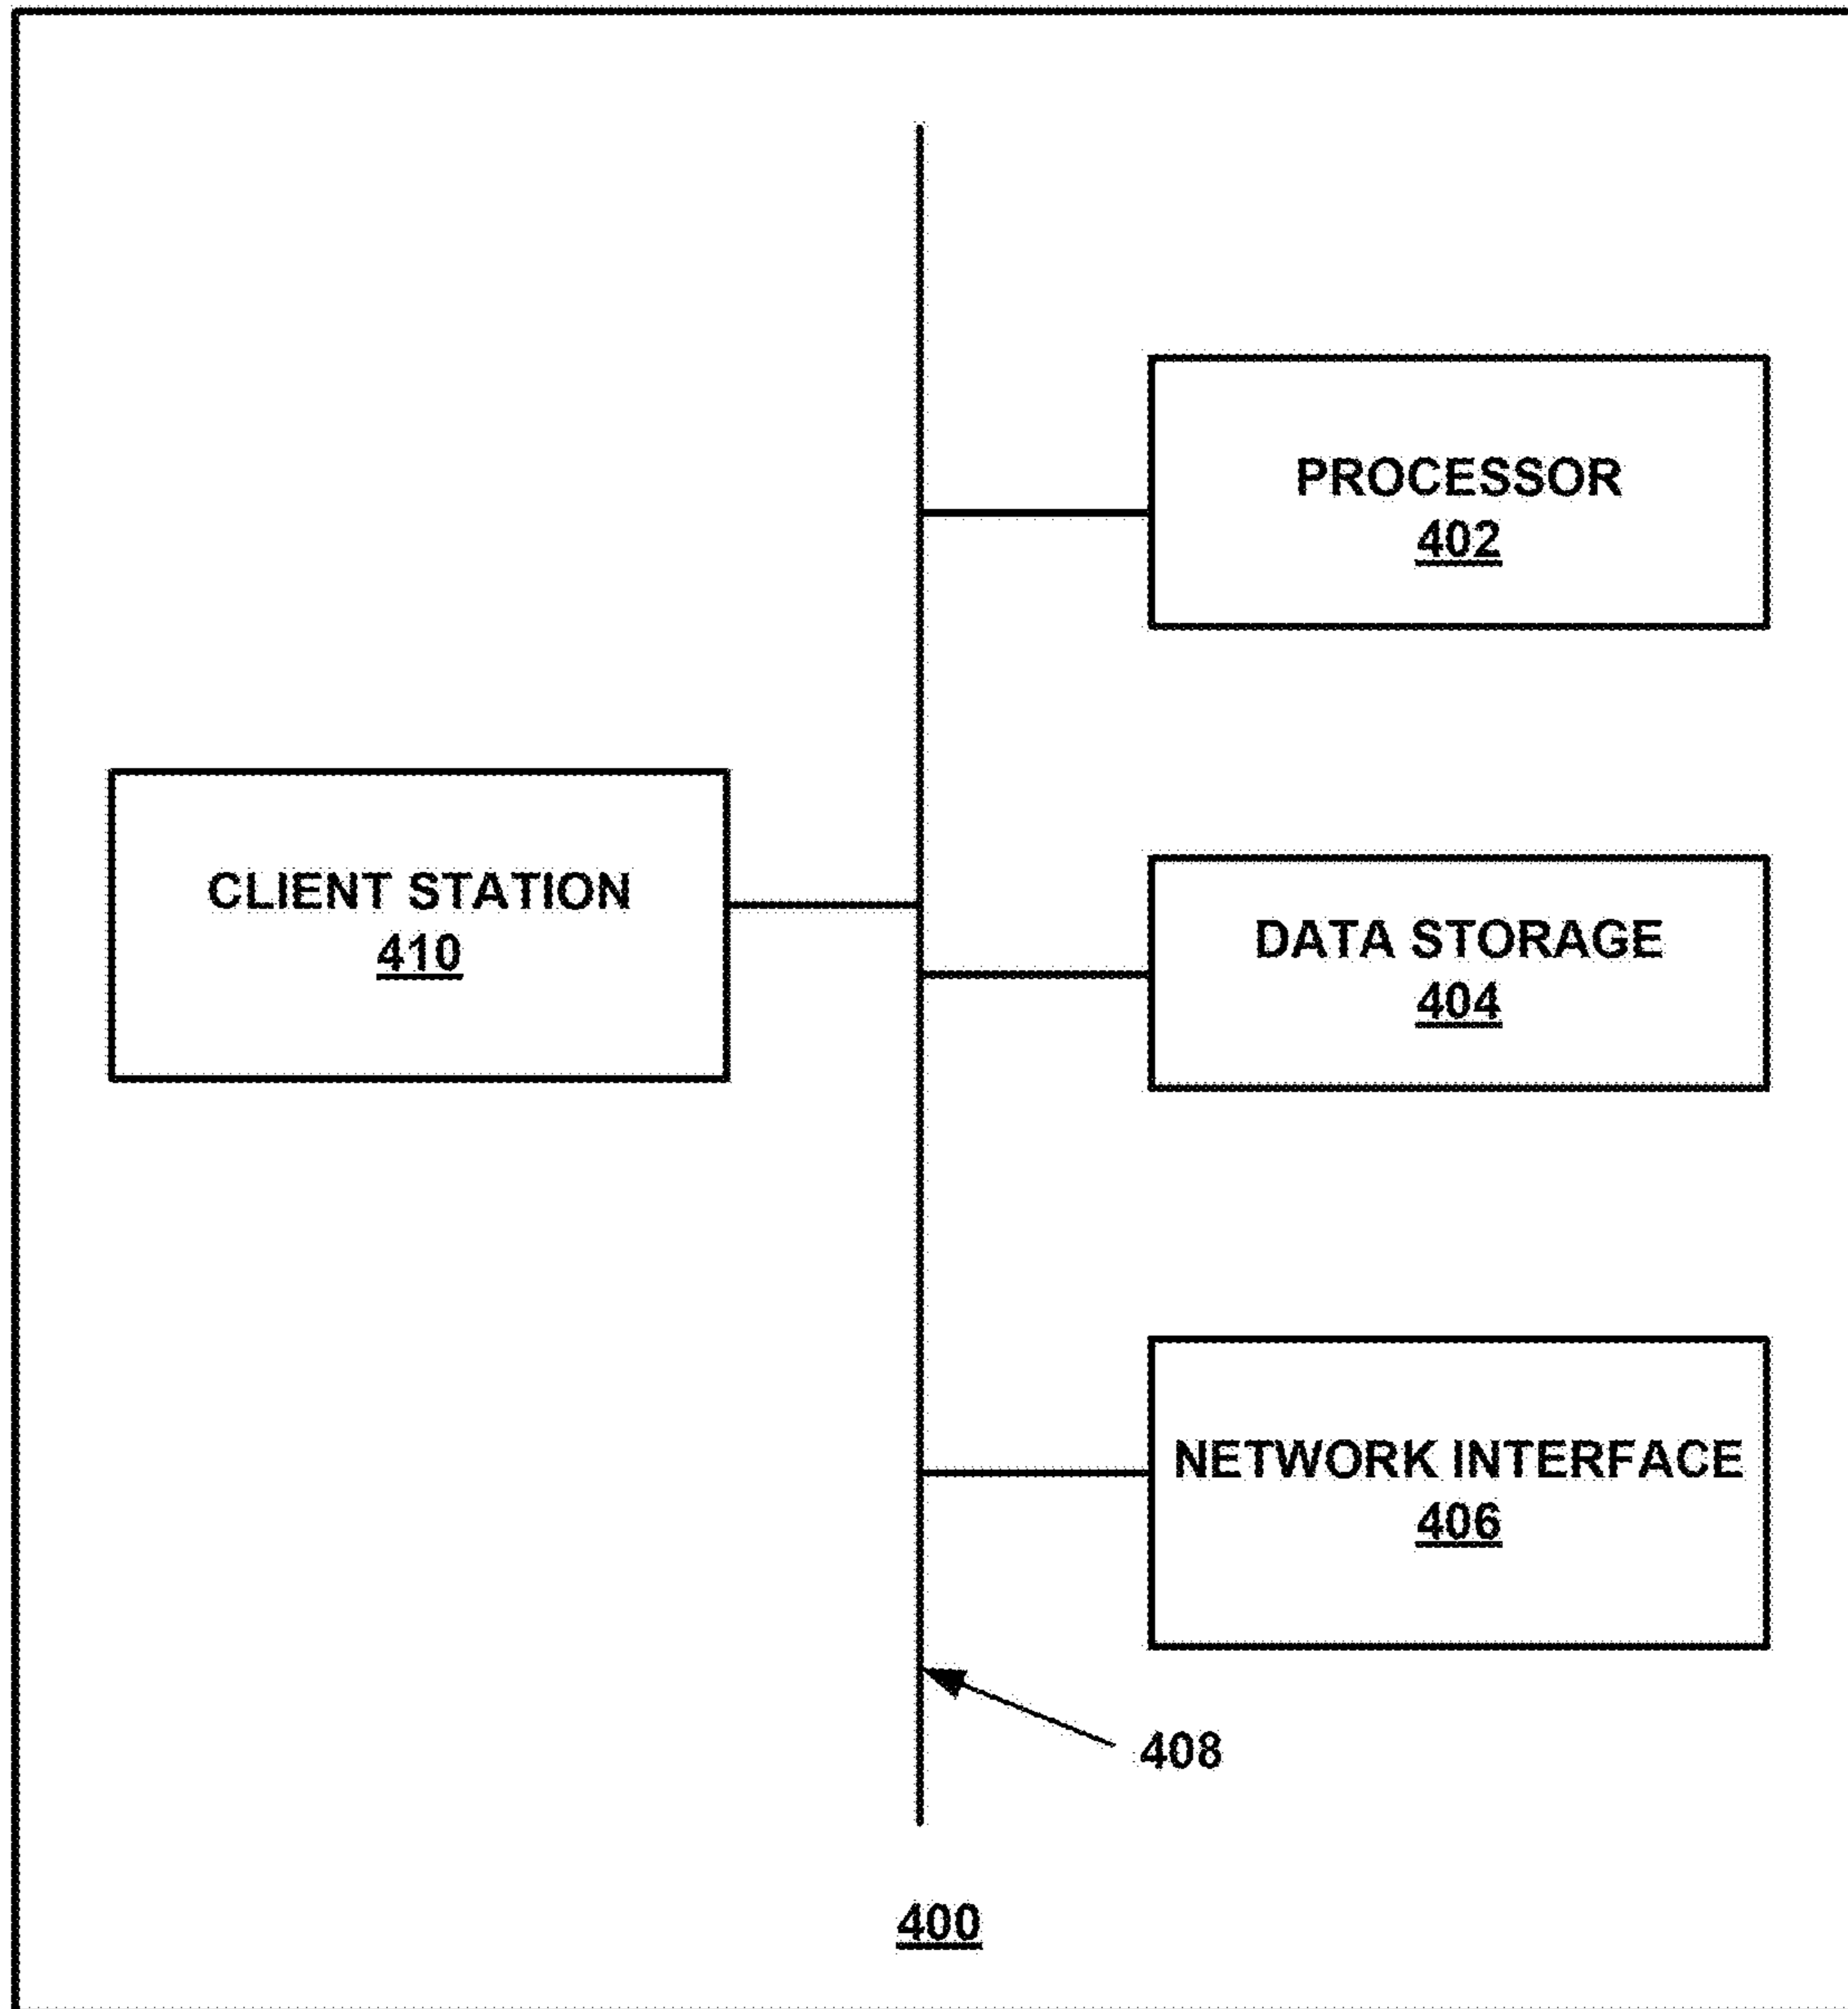 PROCESSOR
402
CLIENT STATION
410
DATA STORAGE
404
NETWORK INTERFACE
406
408
400